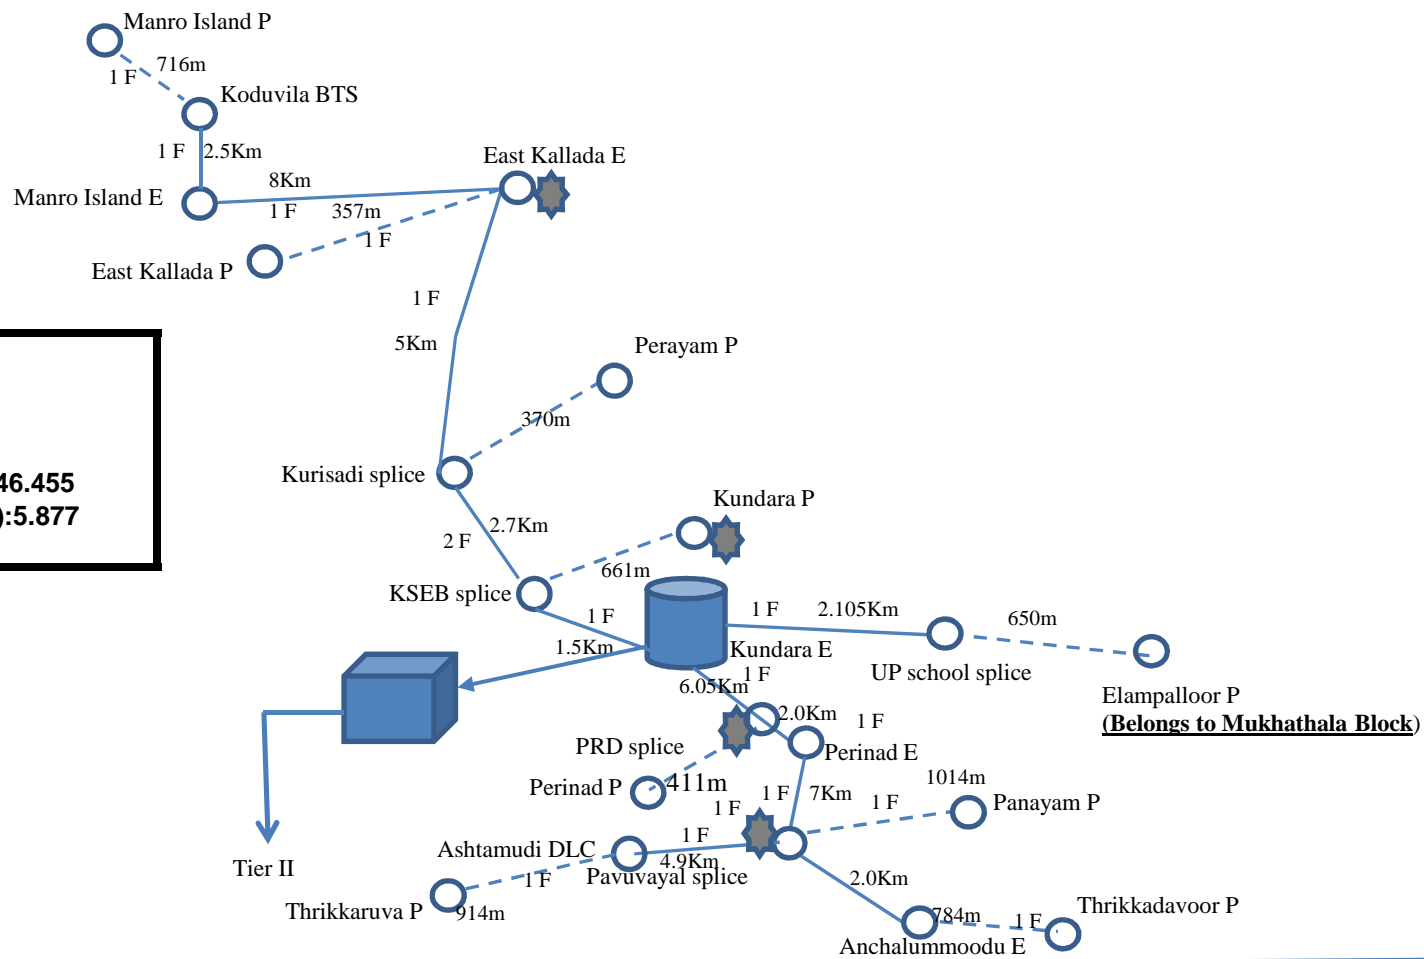 Manro Island P
716m
1 F
Koduvila BTS
1 F
2.5Km
East Kallada E
8Km
Manro Island E
1 F
357m
1 F
East Kallada P
1 F
5Km
Perayam P
370m
Kurisadi splice
46.455
):5.877
Kundara P
2.7Km
2 F
661m
KSEB splice
1 F
1 F
2.105Km
650m
1.5Km
Kundara E
UP school splice
1 F
6.05Km
Elampalloor P
(Belongs to Mukhathala Block)
2.0Km
1 F
PRD splice
Perinad E
1014m
Perinad P
411m
1 F
7Km
1 F
Panayam P
1 F
1 F
Ashtamudi DLC
4.9Km
Tier II
1 F
Pavuvayal splice
2.0Km
Thrikkaruva P
914m
784m
1 F
Thrikkadavoor P
Anchalummoodu E